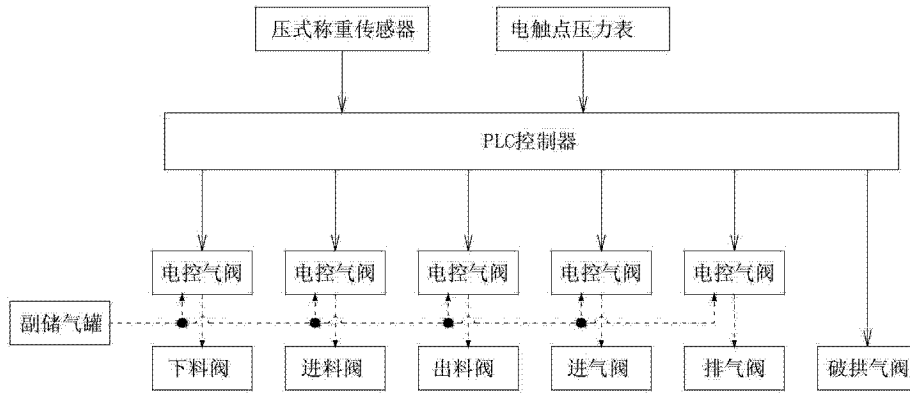 压式称重传感器
电触点压力表
PLC控制器
电控气阀
电控气阀
电控气阀
电控气阀
电控气阀
副储气罐
下料阀
进料阀
出料阀
进气阀
排气阀
破拱气阀